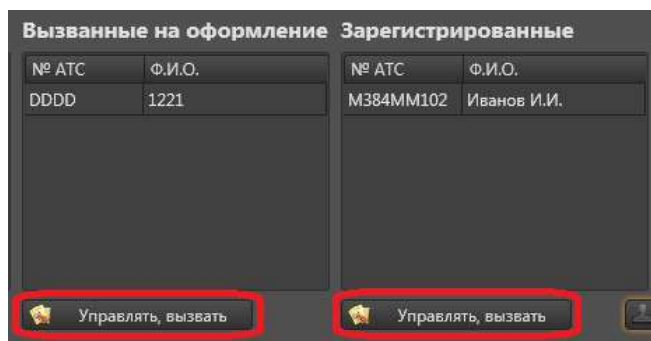 Вызванные на оформление Зарегистрированные
№ АТС Ф.И.О. № АТС Ф.И.О.
DDDD 1221 М384ММ102 Иванов И.И.
Управлять, вызвать Управлять, вызвать